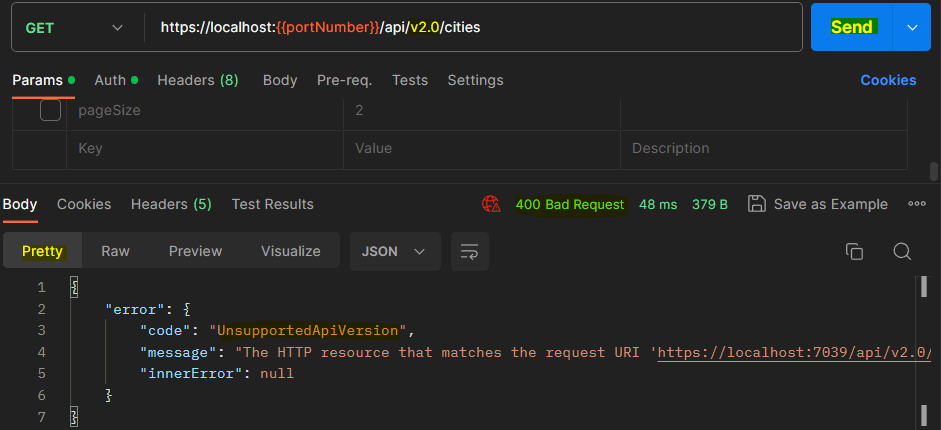 GET https://localhost:{{portNumber}}/api/v2.0/cities Send
Params Auth Headers (8) Body Pre-req. Tests Settings Cookies
pageSize 2
Key Value Description
Body Cookies Headers (5) Test Results 400 Bad Request 48 ms 379 B Save as Example
Pretty Raw Preview Visualize JSON
1 {
2 "error": {
3 "code": "UnsupportedApiVersion",
4 "message": "The HTTP resource that matches the request URI 'https://localhost:7039/api/v2.0/
5 "innerError": null
6 }
7 }